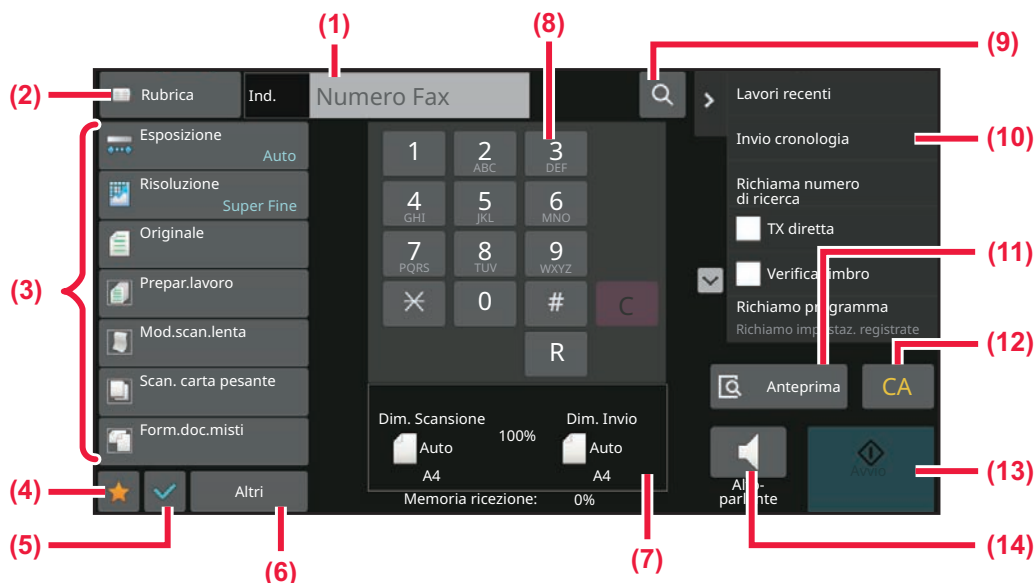 (1)
(8)
(9)
(2)
Rubrica
Ind.
Numero Fax
Lavori recenti
(3)
Esposizione
Auto
Risoluzione
Super Fine
Originale
Prepar.lavoro
Mod.scan.lenta
Scan. carta pesante
Form.doc.misti
1
2
ABC
3
DEF
4
GHI
5
JKL
6
MNO
7
PQRS
8
TUV
9
WXYZ
0
#
C
R
Invio cronologia
(10)
Richiama numero
di ricerca
TX diretta
Verifica timbro
(11)
Richiamo programma
Richiamo impostaz. registrate
(12)
Anteprima
CA
Dim. Scansione
Auto
A4
100%
Dim. Invio
Auto
A4
Memoria ricezione: 0%
(4)
(5)
Altri
(6)
(7)
Alto-
parlante
Avvio
(13)
(14)